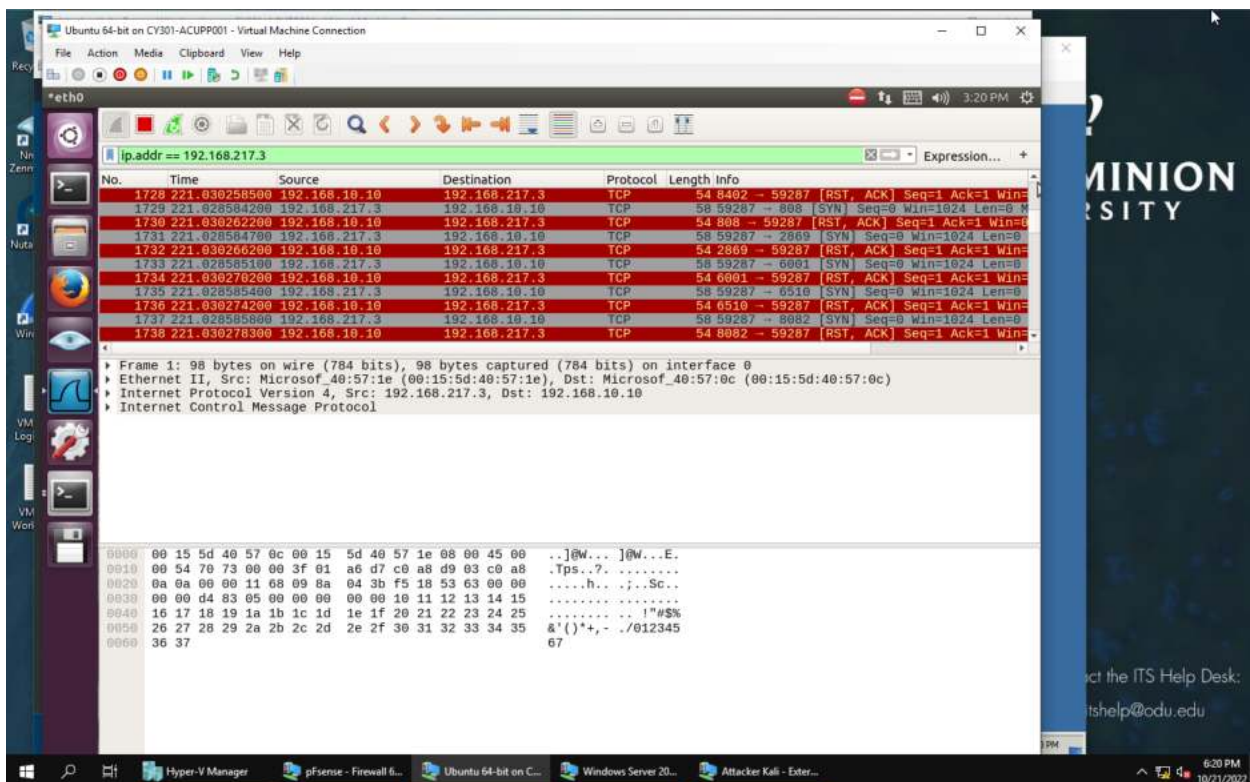 Ubuntu 64-bit on CY301-ACUPP001 - Virtual Machine Connection
File Action Media Clipboard View Help
*eth0 3:20 PM
ip.addr == 192.168.217.3 Expression... +
No. Time Source Destination Protocol Length Info
1728 221.030258500 192.168.10.10 192.168.217.3 TCP 54 8402 → 59287 [RST, ACK] Seq=1 Ack=1 Win=
1729 221.028584200 192.168.217.3 192.168.10.10 TCP 58 59287 → 808 [SYN] Seq=0 Win=1024 Len=0 M
1730 221.030262200 192.168.10.10 192.168.217.3 TCP 54 808 → 59287 [RST, ACK] Seq=1 Ack=1 Win=0
1731 221.028584700 192.168.217.3 192.168.10.10 TCP 58 59287 → 2869 [SYN] Seq=0 Win=1024 Len=0
1732 221.030266200 192.168.10.10 192.168.217.3 TCP 54 2869 → 59287 [RST, ACK] Seq=1 Ack=1 Win=
1733 221.028585100 192.168.217.3 192.168.10.10 TCP 58 59287 → 6001 [SYN] Seq=0 Win=1024 Len=0
1734 221.030270200 192.168.10.10 192.168.217.3 TCP 54 6001 → 59287 [RST, ACK] Seq=1 Ack=1 Win=
1735 221.028585400 192.168.217.3 192.168.10.10 TCP 58 59287 → 6510 [SYN] Seq=0 Win=1024 Len=0
1736 221.030274200 192.168.10.10 192.168.217.3 TCP 54 6510 → 59287 [RST, ACK] Seq=1 Ack=1 Win=
1737 221.028585800 192.168.217.3 192.168.10.10 TCP 58 59287 → 8082 [SYN] Seq=0 Win=1024 Len=0
1738 221.030278300 192.168.10.10 192.168.217.3 TCP 54 8082 → 59287 [RST, ACK] Seq=1 Ack=1 Win=
Frame 1: 98 bytes on wire (784 bits), 98 bytes captured (784 bits) on interface 0
Ethernet II, Src: Microsof_40:57:1e (00:15:5d:40:57:1e), Dst: Microsof_40:57:0c (00:15:5d:40:57:0c)
Internet Protocol Version 4, Src: 192.168.217.3, Dst: 192.168.10.10
Internet Control Message Protocol
0000 00 15 5d 40 57 0c 00 15 5d 40 57 1e 08 00 45 00 ..]@W... ]@W...E.
0010 00 54 70 73 00 00 3f 01 a6 d7 c0 a8 d9 03 c0 a8 .Tps..?. ........
0020 0a 0a 00 00 11 68 09 8a 04 3b f5 18 53 63 00 00 .....h.. .;..Sc..
0030 00 00 d4 83 05 00 00 00 00 00 10 11 12 13 14 15 ........ ........
0040 16 17 18 19 1a 1b 1c 1d 1e 1f 20 21 22 23 24 25 ........ .. !"#$%
0050 26 27 28 29 2a 2b 2c 2d 2e 2f 30 31 32 33 34 35 &'()*+,- ./012345
0060 36 37 67
MINION
RSITY
act the ITS Help Desk:
itshelp@odu.edu
Hyper-V Manager pfSense - Firewall 6... Ubuntu 64-bit on C... Windows Server 20... Attacker Kali - Exter... 6:20 PM
10/21/2022